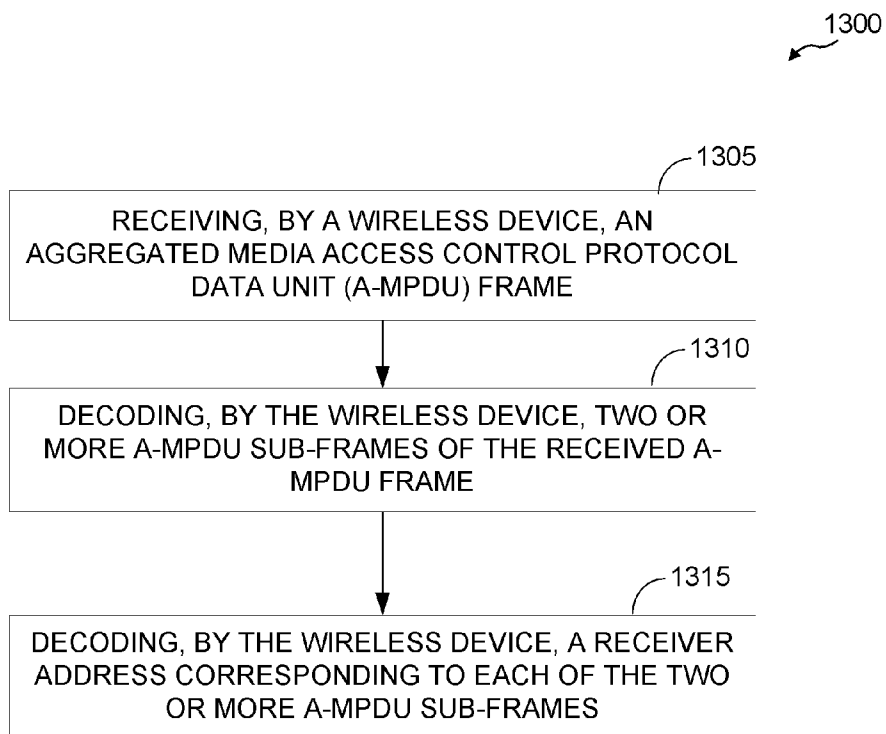 1300
1305
RECEIVING, BY A WIRELESS DEVICE, AN
AGGREGATED MEDIA ACCESS CONTROL PROTOCOL
DATA UNIT (A-MPDU) FRAME
1310
DECODING, BY THE WIRELESS DEVICE, TWO OR
MORE A-MPDU SUB-FRAMES OF THE RECEIVED A-
MPDU FRAME
1315
DECODING, BY THE WIRELESS DEVICE, A RECEIVER
ADDRESS CORRESPONDING TO EACH OF THE TWO
OR MORE A-MPDU SUB-FRAMES